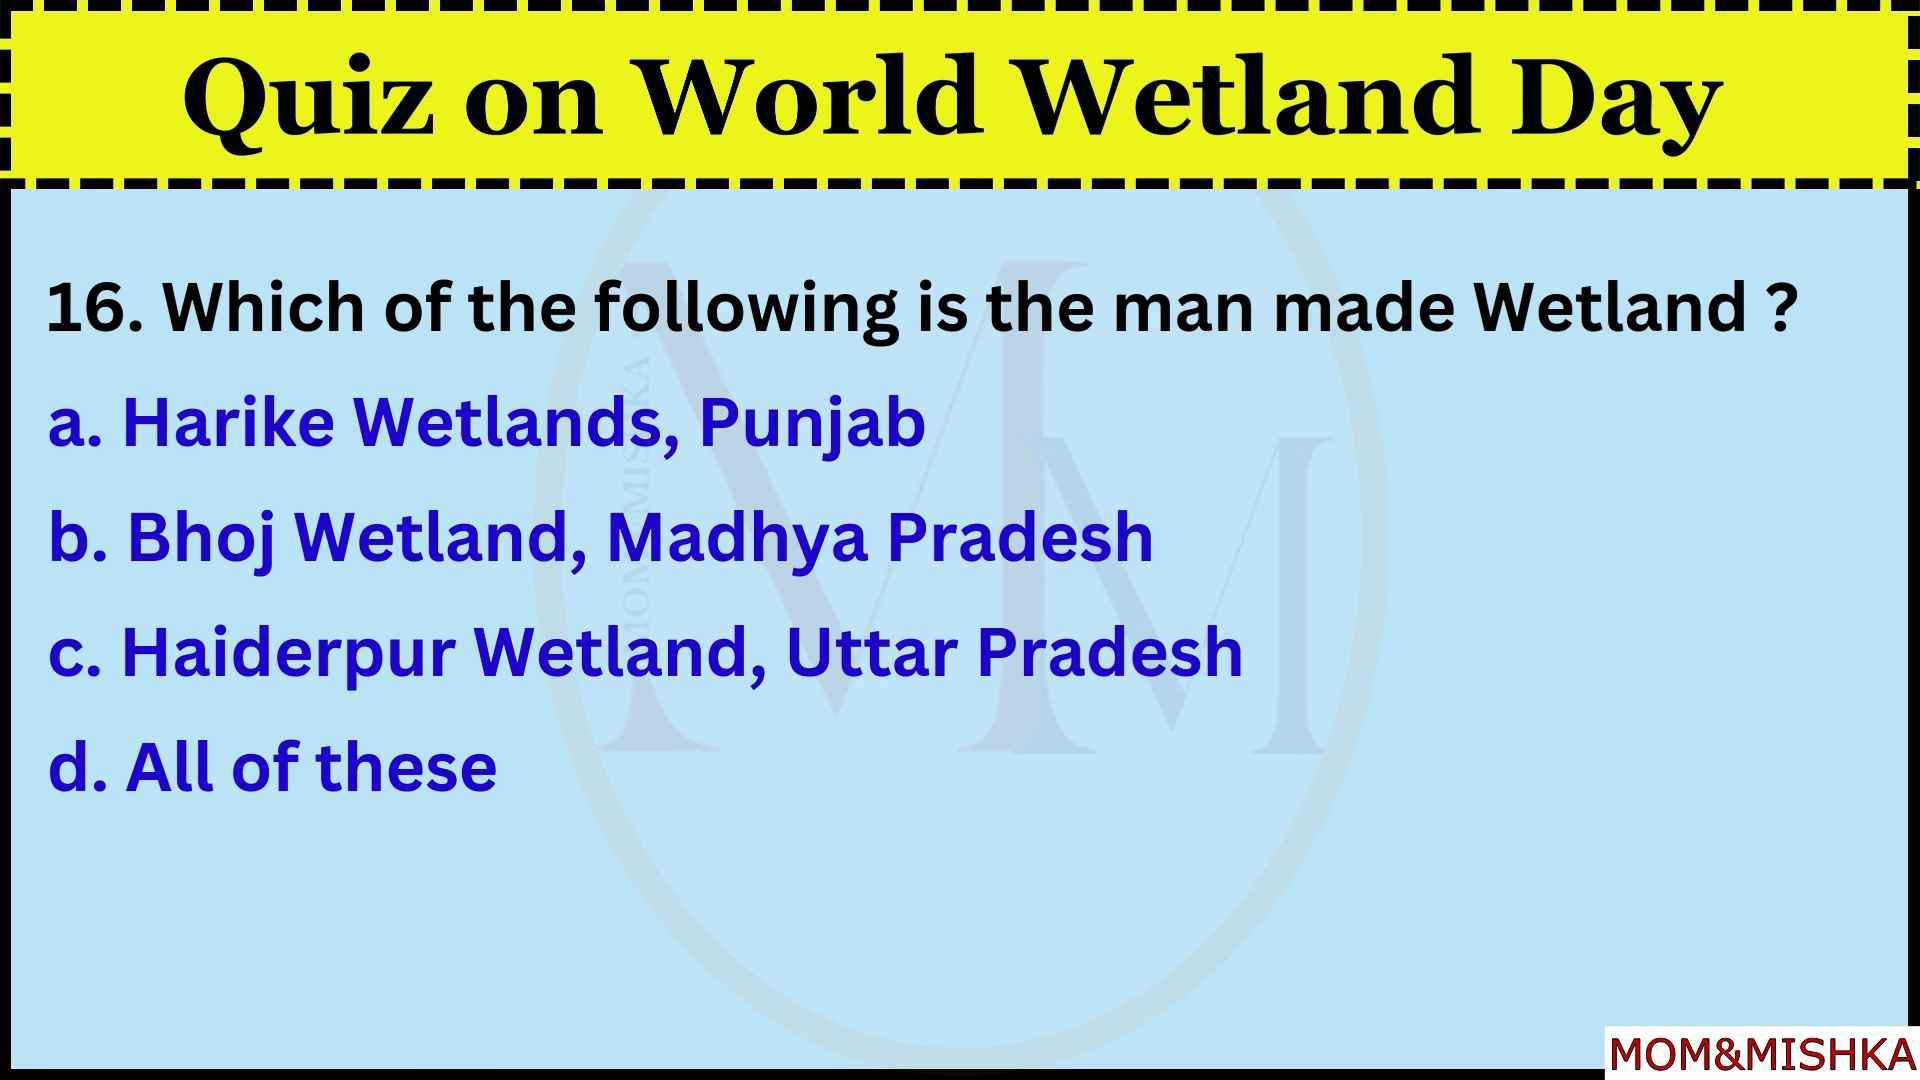 Quiz on World Wetland Day
16. Which of the following is the man made Wetland ?
a. Harike Wetlands, Punjab
b. Bhoj Wetland, Madhya Pradesh
c. Haiderpur Wetland, Uttar Pradesh
d. All of these
MOM&MISHKA